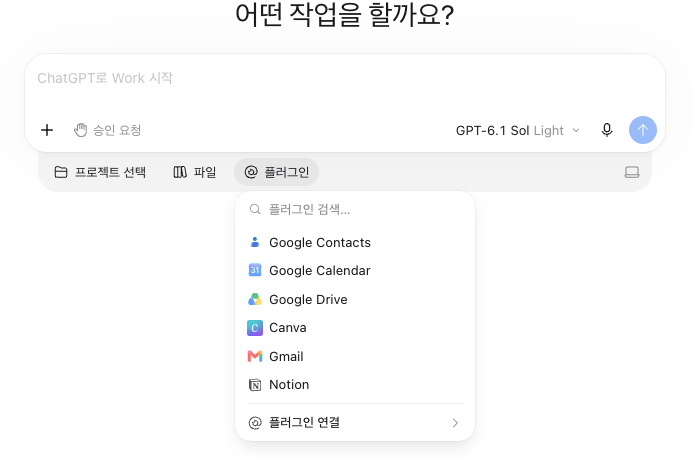 어떤 작업을 할까요?
ChatGPT로 Work 시작
승인 요청
GPT-6.1 Sol Light
프로젝트 선택
파일
플러그인
플러그인 검색...
Google Contacts
31
Google Calendar
Google Drive
Canva
Gmail
Notion
플러그인 연결